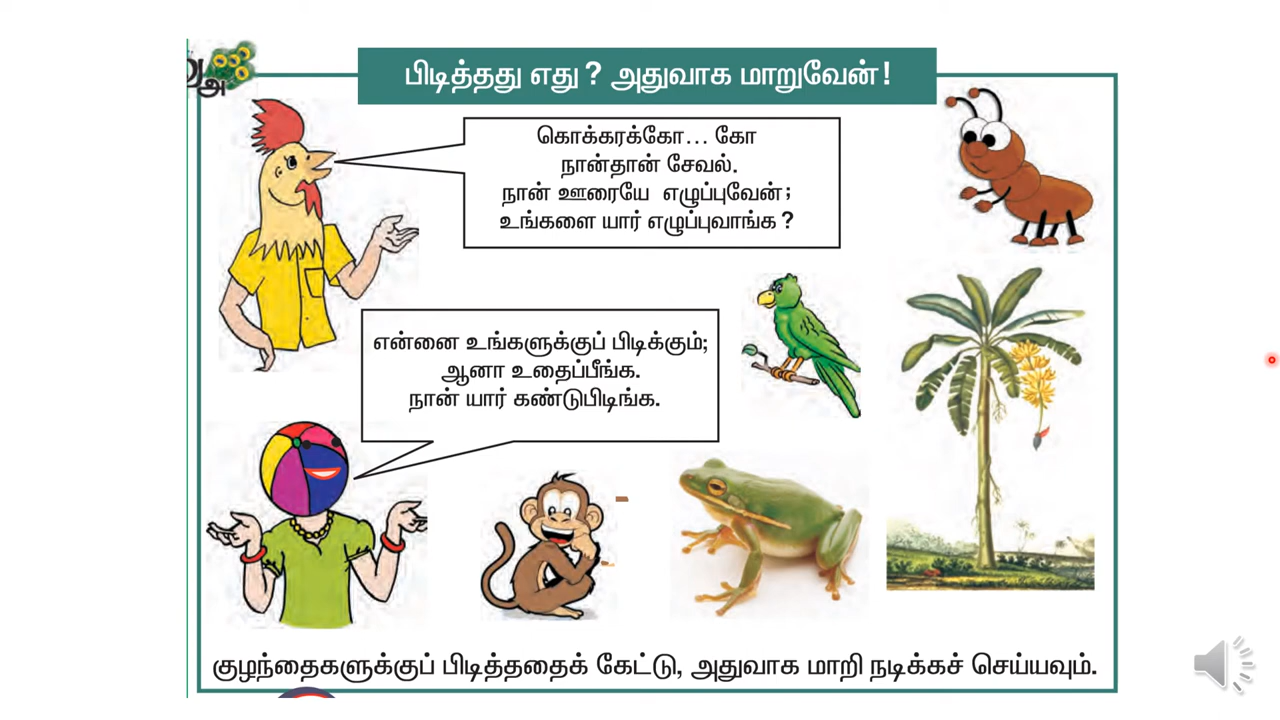 பிடித்தது எது ? அதுவாக மாறுவேன் !
கொக்கரக்கோ... கோ
நான்தான் சேவல்.
நான் ஊரையே எழுப்புவேன் ;
உங்களை யார் எழுப்புவாங்க ?
என்னை உங்களுக்குப் பிடிக்கும்;
ஆனா உதைப்பீங்க.
நான் யார் கண்டுபிடிங்க.
குழந்தைகளுக்குப் பிடித்ததைக் கேட்டு, அதுவாக மாறி நடிக்கச் செய்யவும்.